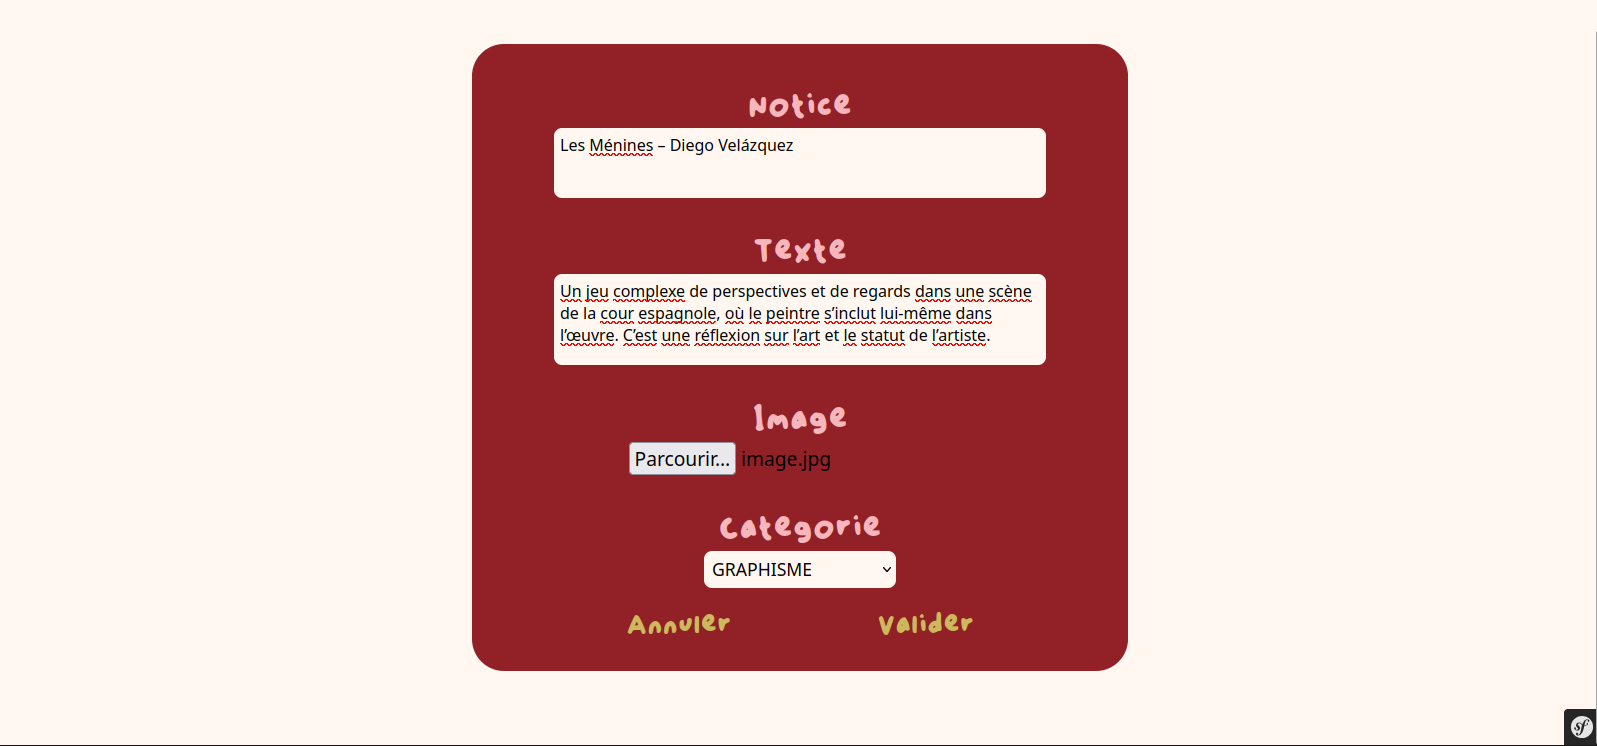 Notice
Les Ménines – Diego Velázquez
Texte
Un jeu complexe de perspectives et de regards dans une scène
de la cour espagnole, où le peintre s’inclut lui-même dans
l’œuvre. C’est une réflexion sur l’art et le statut de l’artiste.
Image
Parcourir... image.jpg
Categorie
GRAPHISME
Annuler Valider
sf